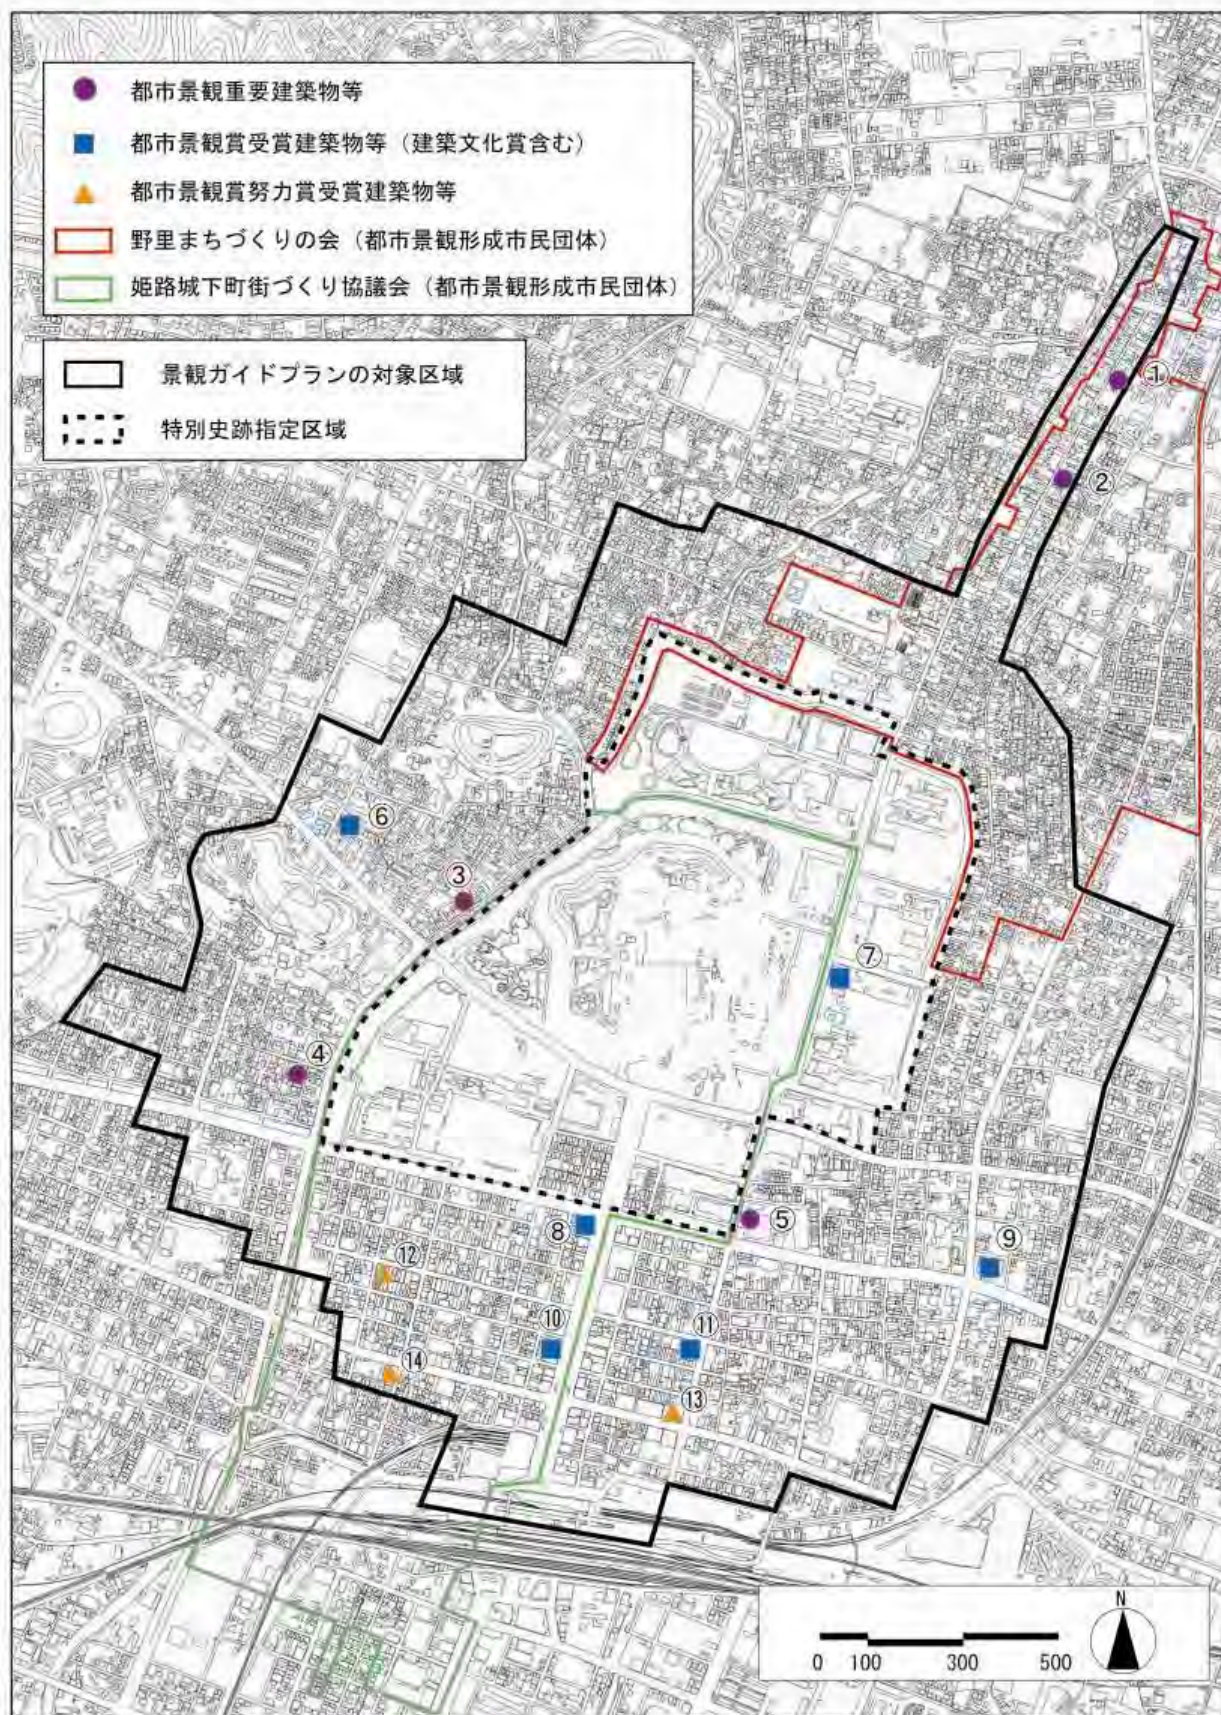 都市景観重要建築物等
都市景観賞受賞建築物等（建築文化賞含む）
都市景観賞努力賞受賞建築物等
野里まちづくりの会（都市景観形成市民団体）
姫路城下町街づくり協議会（都市景観形成市民団体）
景観ガイドプランの対象区域
特別史跡指定区域
①
②
⑥
③
⑦
④
⑤
⑧
⑨
⑫
⑩
⑪
⑭
⑬
N
0 100 300 500